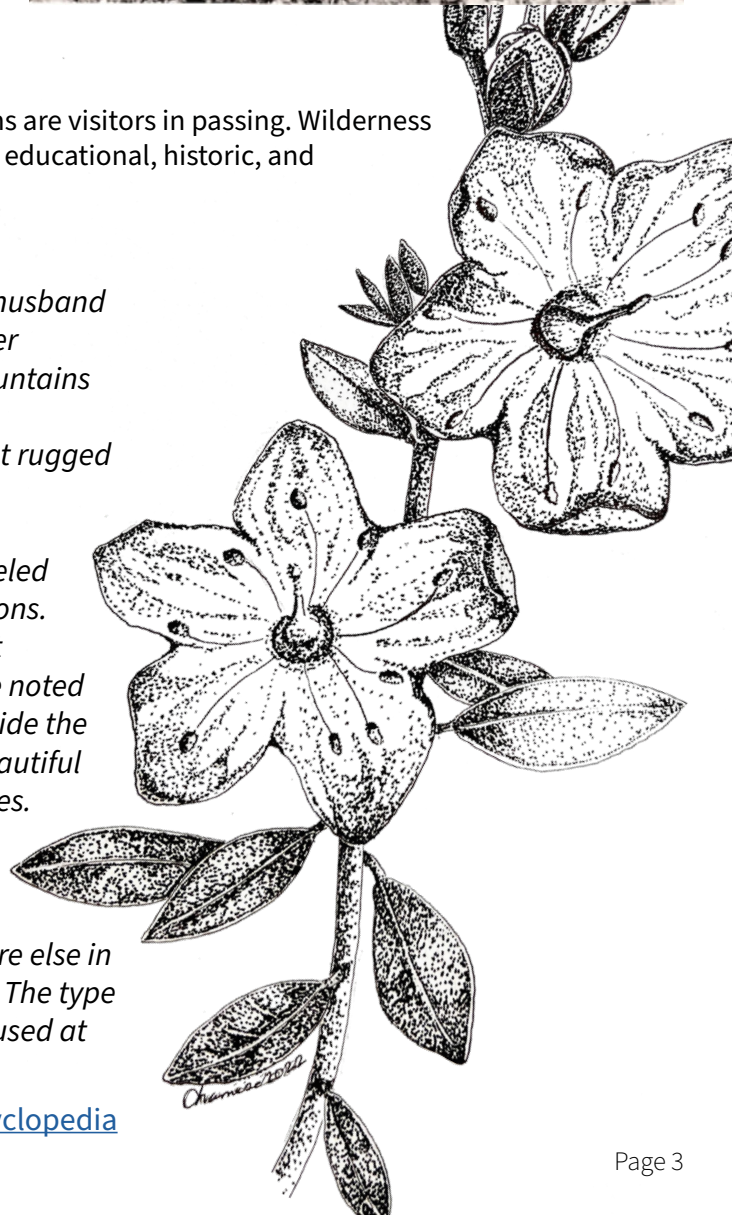 ns are visitors in passing. Wilderness
educational, historic, and
husband
er
untains
t rugged
eled
ons.
t
e noted
ide the
autiful
es.
re else in
The type
used at
yclopedia
2022
Page 3